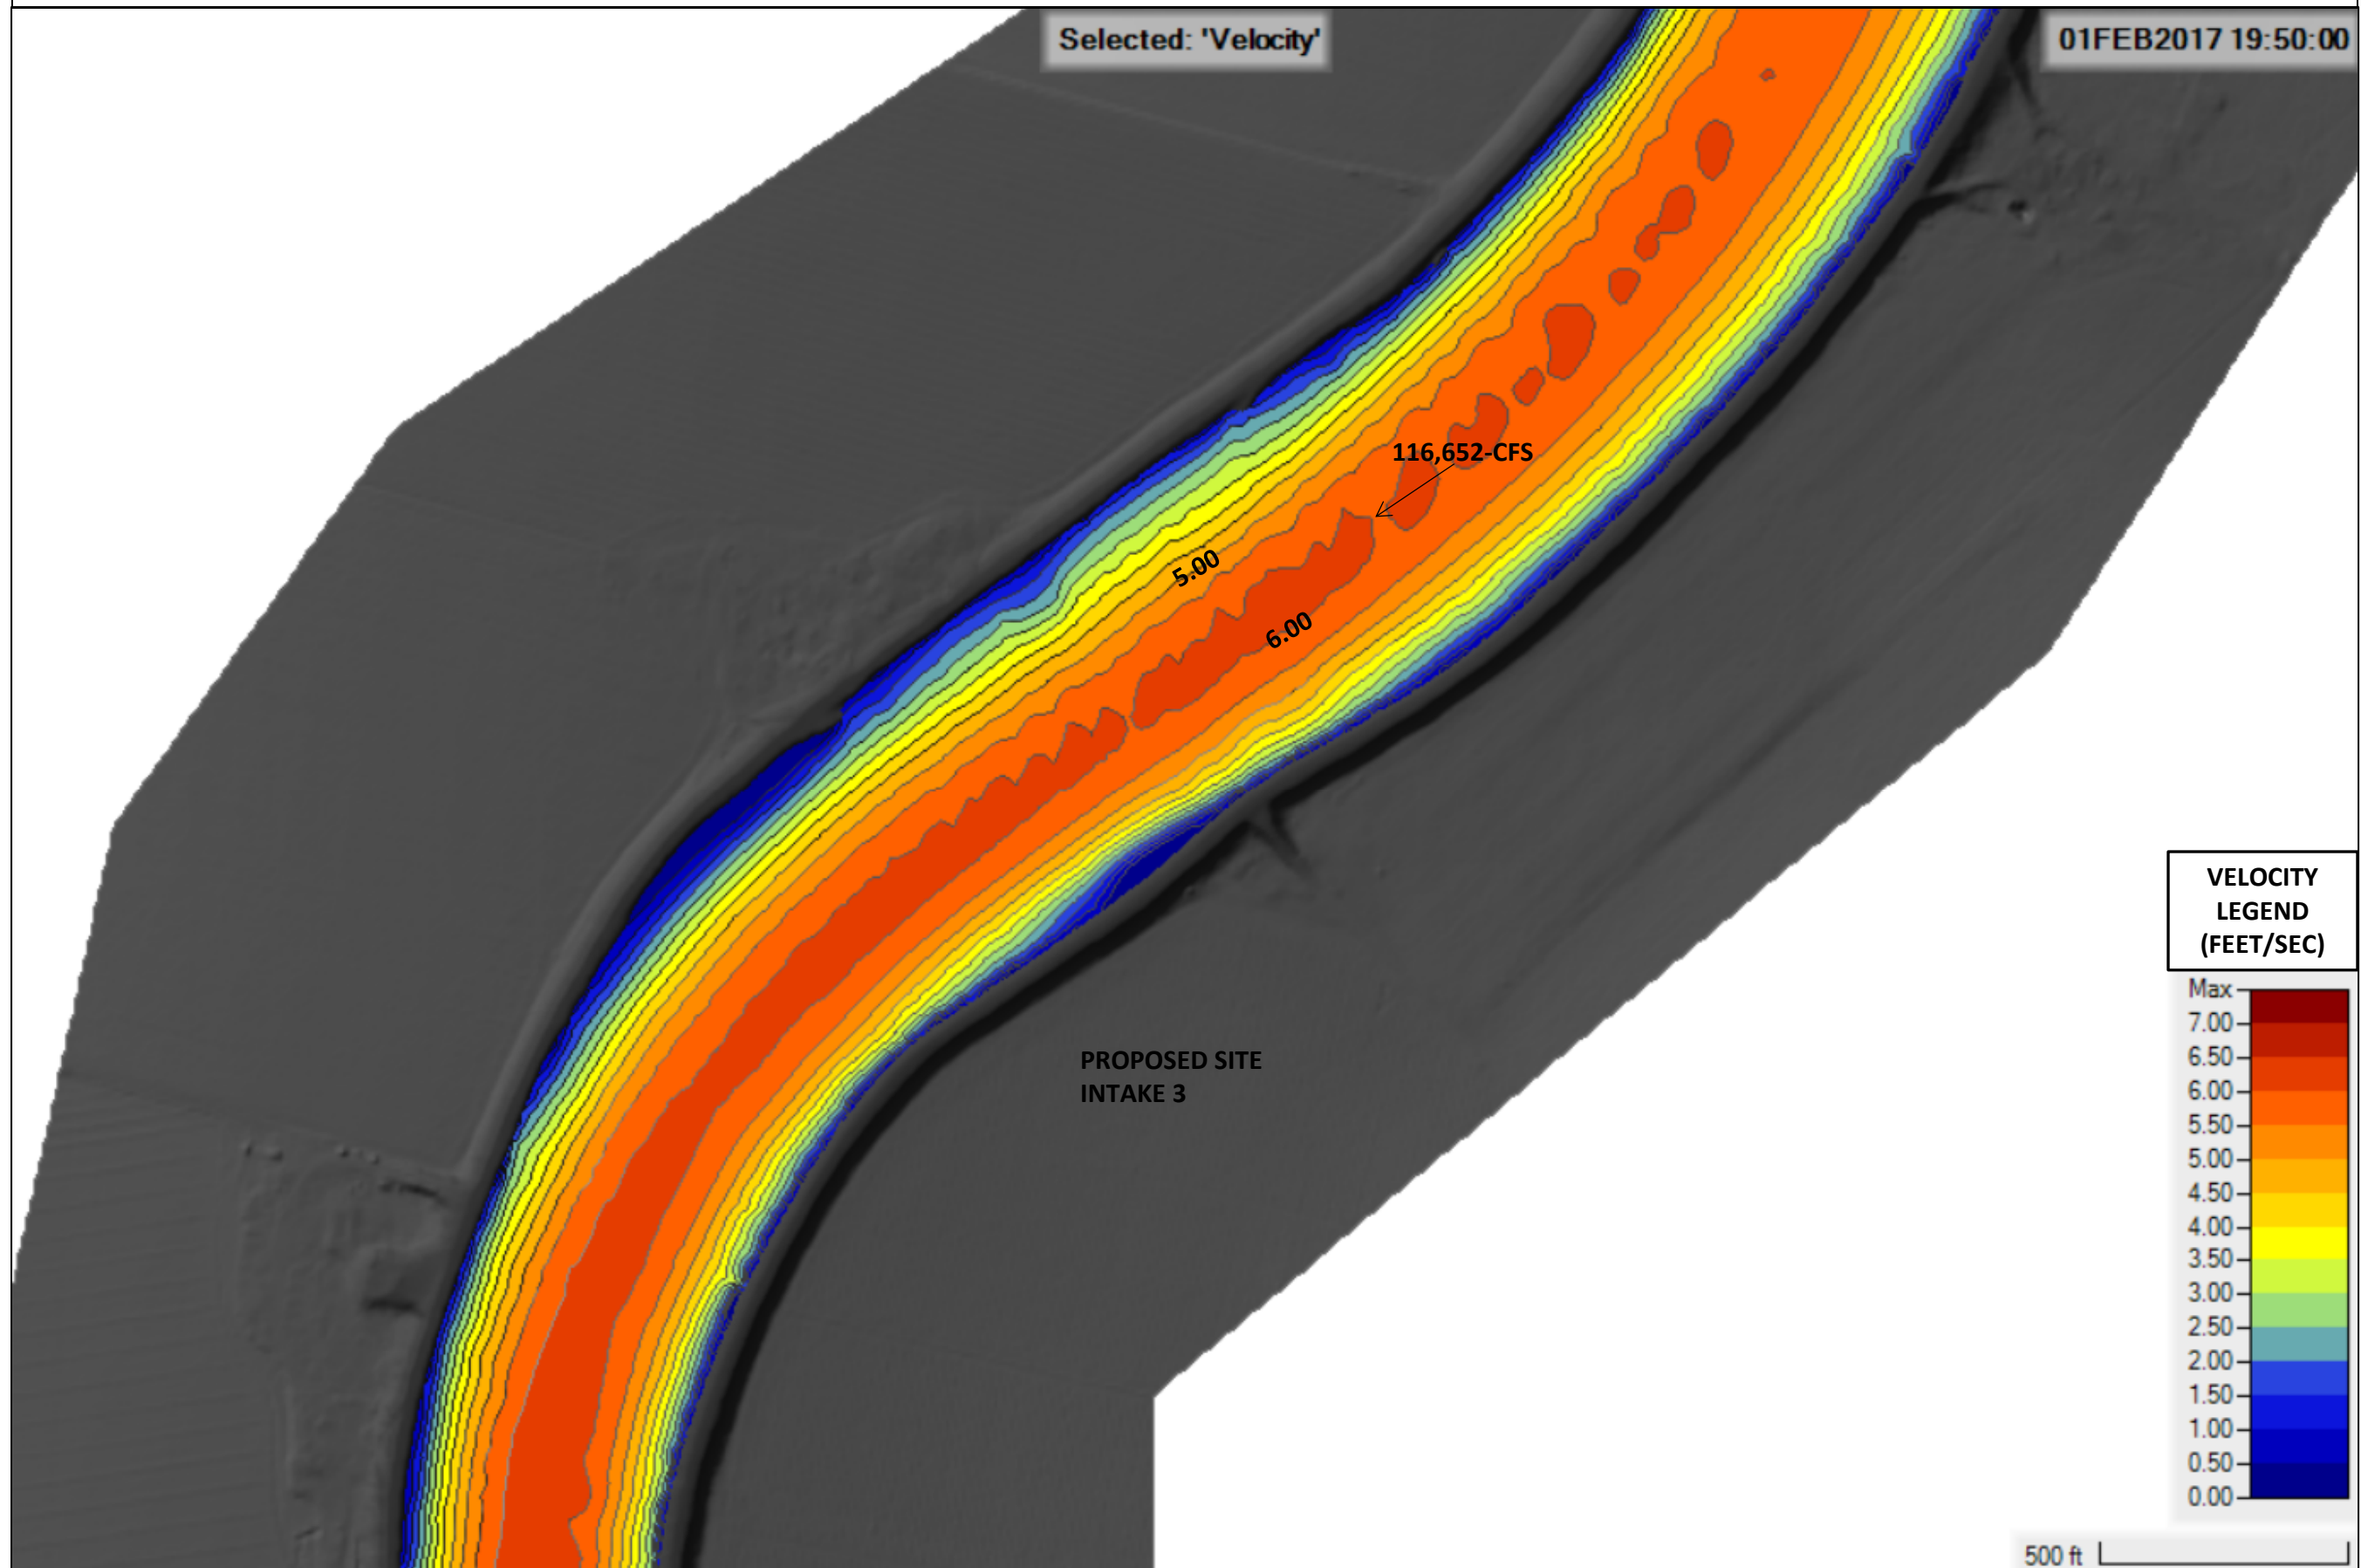 Selected: 'Velocity'
01FEB2017 19:50:00
116,652-CFS
5.00
6.00
PROPOSED SITE
INTAKE 3
VELOCITY
LEGEND
(FEET/SEC)
Max
7.00
6.50
6.00
5.50
5.00
4.50
4.00
3.50
3.00
2.50
2.00
1.50
1.00
0.50
0.00
500 ft